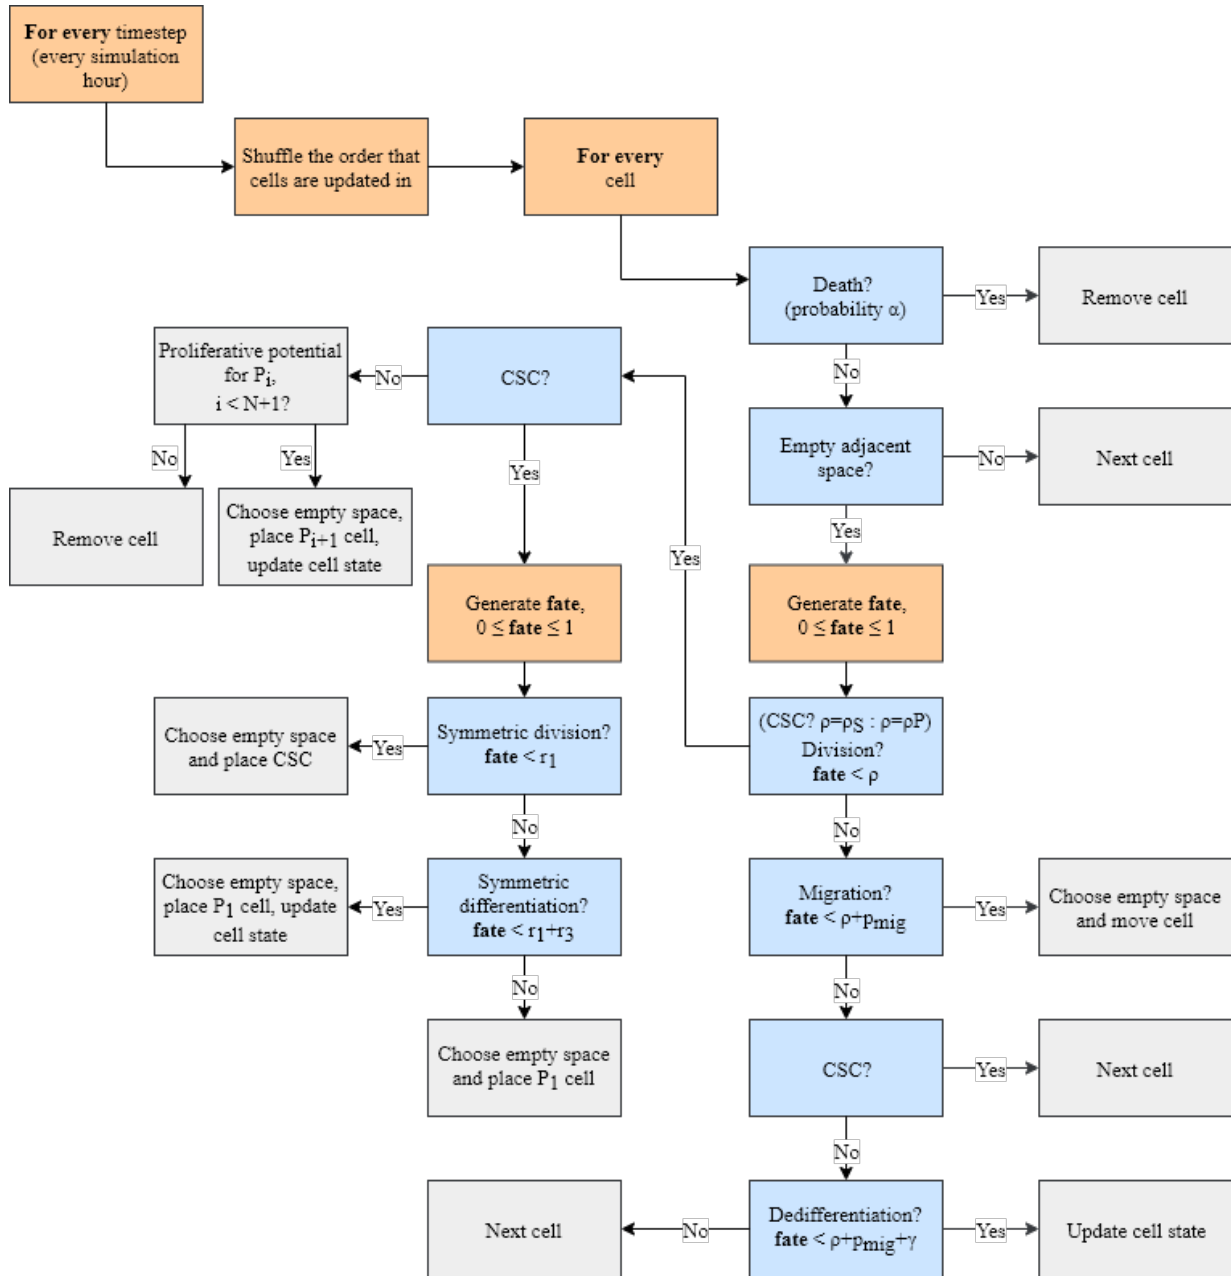 For every timestep
(every simulation
hour)
Shuffle the order that
cells are updated in
For every
cell
Death?
(probability α)
Yes
Remove cell
No
Proliferative potential
for Pi,
i < N+1?
No
CSC?
Empty adjacent
space?
No
Next cell
No
Yes
Yes
Remove cell
Choose empty space,
place Pi+1 cell,
update cell state
Yes
Yes
Generate fate,
0 ≤ fate ≤ 1
Generate fate,
0 ≤ fate ≤ 1
Choose empty space
and place CSC
Yes
Symmetric division?
fate < r1
(CSC? ρ=ρS : ρ=ρP)
Division?
fate < ρ
No
No
Choose empty space,
place P1 cell, update
cell state
Yes
Symmetric
differentiation?
fate < r1+r3
Migration?
fate < ρ+pmig
Yes
Choose empty space
and move cell
No
No
Choose empty space
and place P1 cell
CSC?
Yes
Next cell
No
Next cell
No
Dedifferentiation?
fate < ρ+pmig+γ
Yes
Update cell state